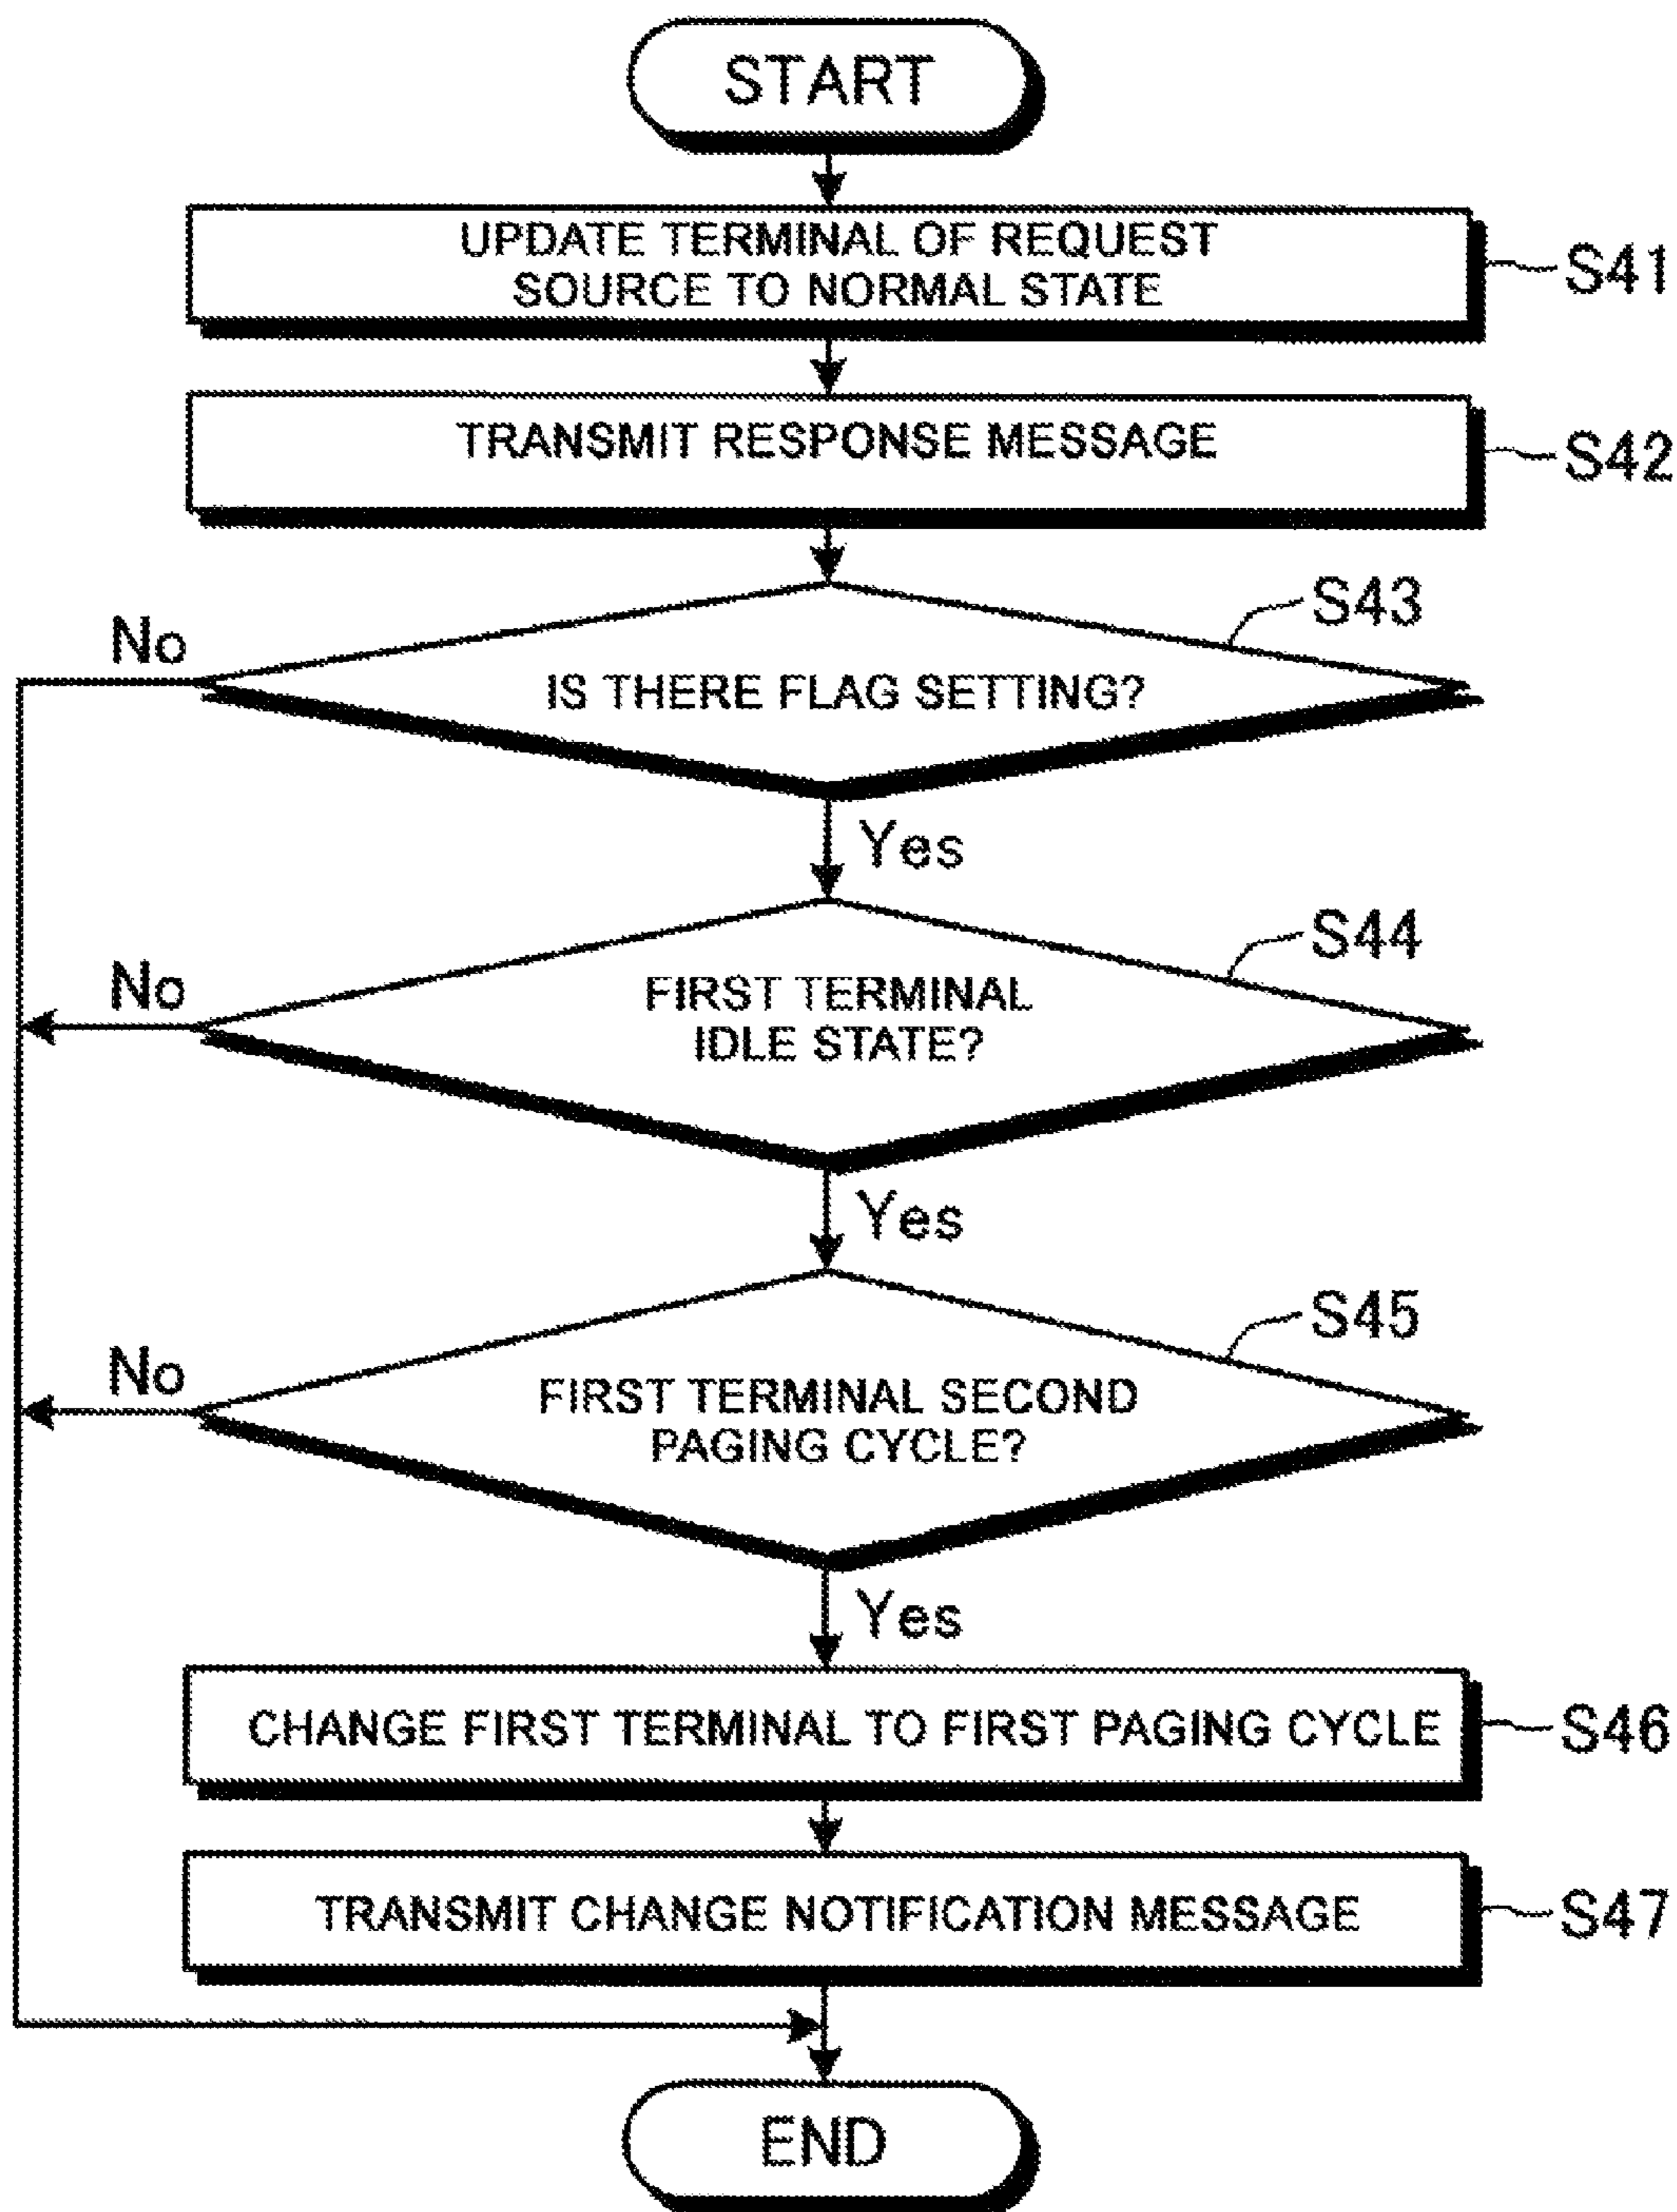 START
UPDATE TERMINAL OF REQUEST
SOURCE TO NORMAL STATE
S41
TRANSMIT RESPONSE MESSAGE
S42
S43
No
IS THERE FLAG SETTING?
Yes
S44
No
FIRST TERMINAL
IDLE STATE?
Yes
S45
No
FIRST TERMINAL SECOND
PAGING CYCLE?
Yes
CHANGE FIRST TERMINAL TO FIRST PAGING CYCLE
S46
TRANSMIT CHANGE NOTIFICATION MESSAGE
S47
END